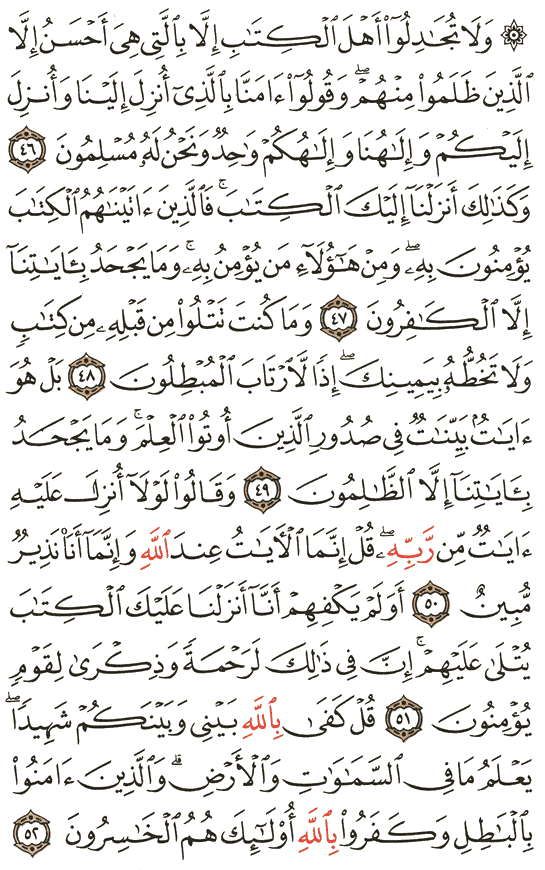 ۞ وَلَا تُجَٰدِلُوٓا۟ أَهْلَ ٱلْكِتَٰبِ إِلَّا بِٱلَّتِى هِىَ أَحْسَنُ إِلَّا
ٱلَّذِينَ ظَلَمُوا۟ مِنْهُمْ ۖ وَقُولُوٓا۟ ءَامَنَّا بِٱلَّذِىٓ أُنزِلَ إِلَيْنَا وَأُنزِلَ
إِلَيْكُمْ وَإِلَٰهُنَا وَإِلَٰهُكُمْ وَٰحِدٌ وَنَحْنُ لَهُۥ مُسْلِمُونَ ٤٦
وَكَذَٰلِكَ أَنزَلْنَآ إِلَيْكَ ٱلْكِتَٰبَ ۚ فَٱلَّذِينَ ءَاتَيْنَٰهُمُ ٱلْكِتَٰبَ
يُؤْمِنُونَ بِهِۦ ۖ وَمِنْ هَٰٓؤُلَآءِ مَن يُؤْمِنُ بِهِۦ ۚ وَمَا يَجْحَدُ بِـَٔايَٰتِنَآ
إِلَّا ٱلْكَٰفِرُونَ ٤٧ وَمَا كُنتَ تَتْلُوا۟ مِن قَبْلِهِۦ مِن كِتَٰبٍ
وَلَا تَخُطُّهُۥ بِيَمِينِكَ ۖ إِذًا لَّٱرْتَابَ ٱلْمُبْطِلُونَ ٤٨ بَلْ هُوَ
ءَايَٰتٌۢ بَيِّنَٰتٌ فِى صُدُورِ ٱلَّذِينَ أُوتُوا۟ ٱلْعِلْمَ ۚ وَمَا يَجْحَدُ
بِـَٔايَٰتِنَآ إِلَّا ٱلظَّٰلِمُونَ ٤٩ وَقَالُوا۟ لَوْلَآ أُنزِلَ عَلَيْهِ
ءَايَٰتٌ مِّن رَّبِّهِۦ ۖ قُلْ إِنَّمَا ٱلْـَٔايَٰتُ عِندَ ٱللَّهِ وَإِنَّمَآ أَنَا۠ نَذِيرٌ
مُّبِينٌ ٥٠ أَوَلَمْ يَكْفِهِمْ أَنَّآ أَنزَلْنَا عَلَيْكَ ٱلْكِتَٰبَ
يُتْلَىٰ عَلَيْهِمْ ۚ إِنَّ فِى ذَٰلِكَ لَرَحْمَةً وَذِكْرَىٰ لِقَوْمٍ
يُؤْمِنُونَ ٥١ قُلْ كَفَىٰ بِٱللَّهِ بَيْنِى وَبَيْنَكُمْ شَهِيدًا ۖ
يَعْلَمُ مَا فِى ٱلسَّمَٰوَٰتِ وَٱلْأَرْضِ ۗ وَٱلَّذِينَ ءَامَنُوا۟
بِٱلْبَٰطِلِ وَكَفَرُوا۟ بِٱللَّهِ أُو۟لَٰٓئِكَ هُمُ ٱلْخَٰسِرُونَ ٥٢